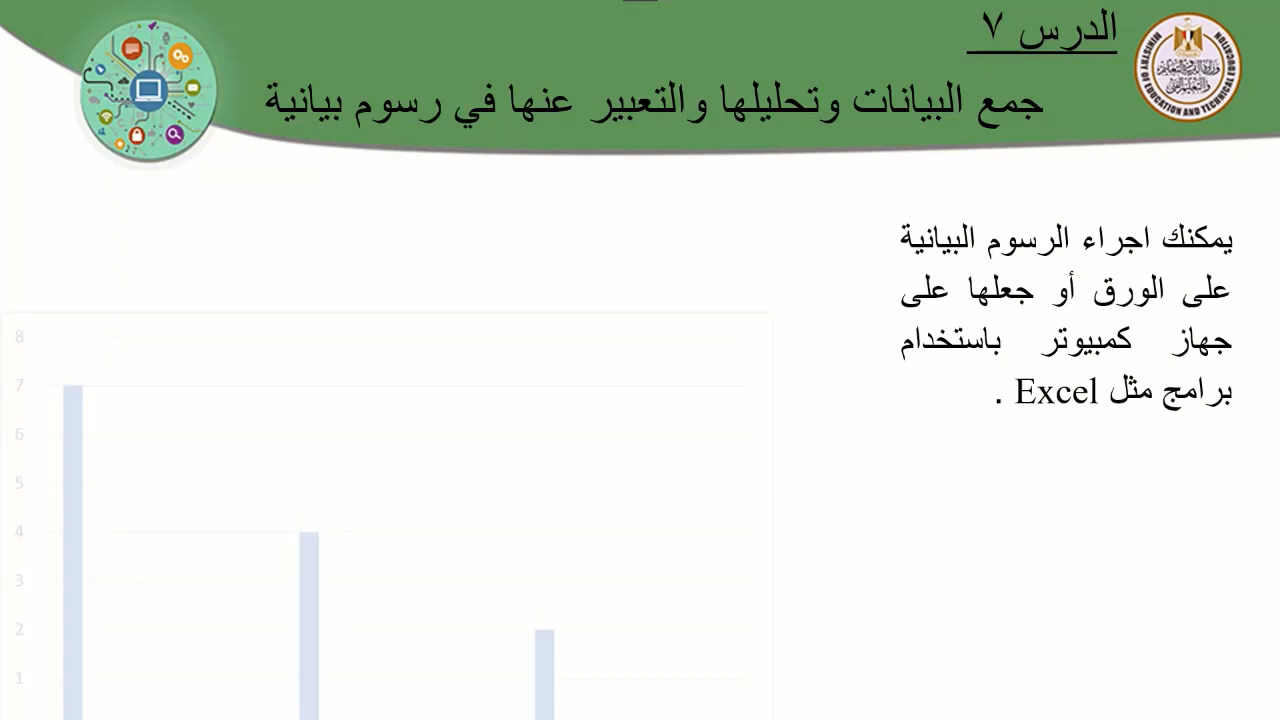 الدرس ٧
جمع البيانات وتحليلها والتعبير عنها في رسوم بيانية
يمكنك اجراء الرسوم البيانية
على الورق أو جعلها على
جهاز كمبيوتر باستخدام
برامج مثل Excel .
8
7
6
5
4
3
2
1